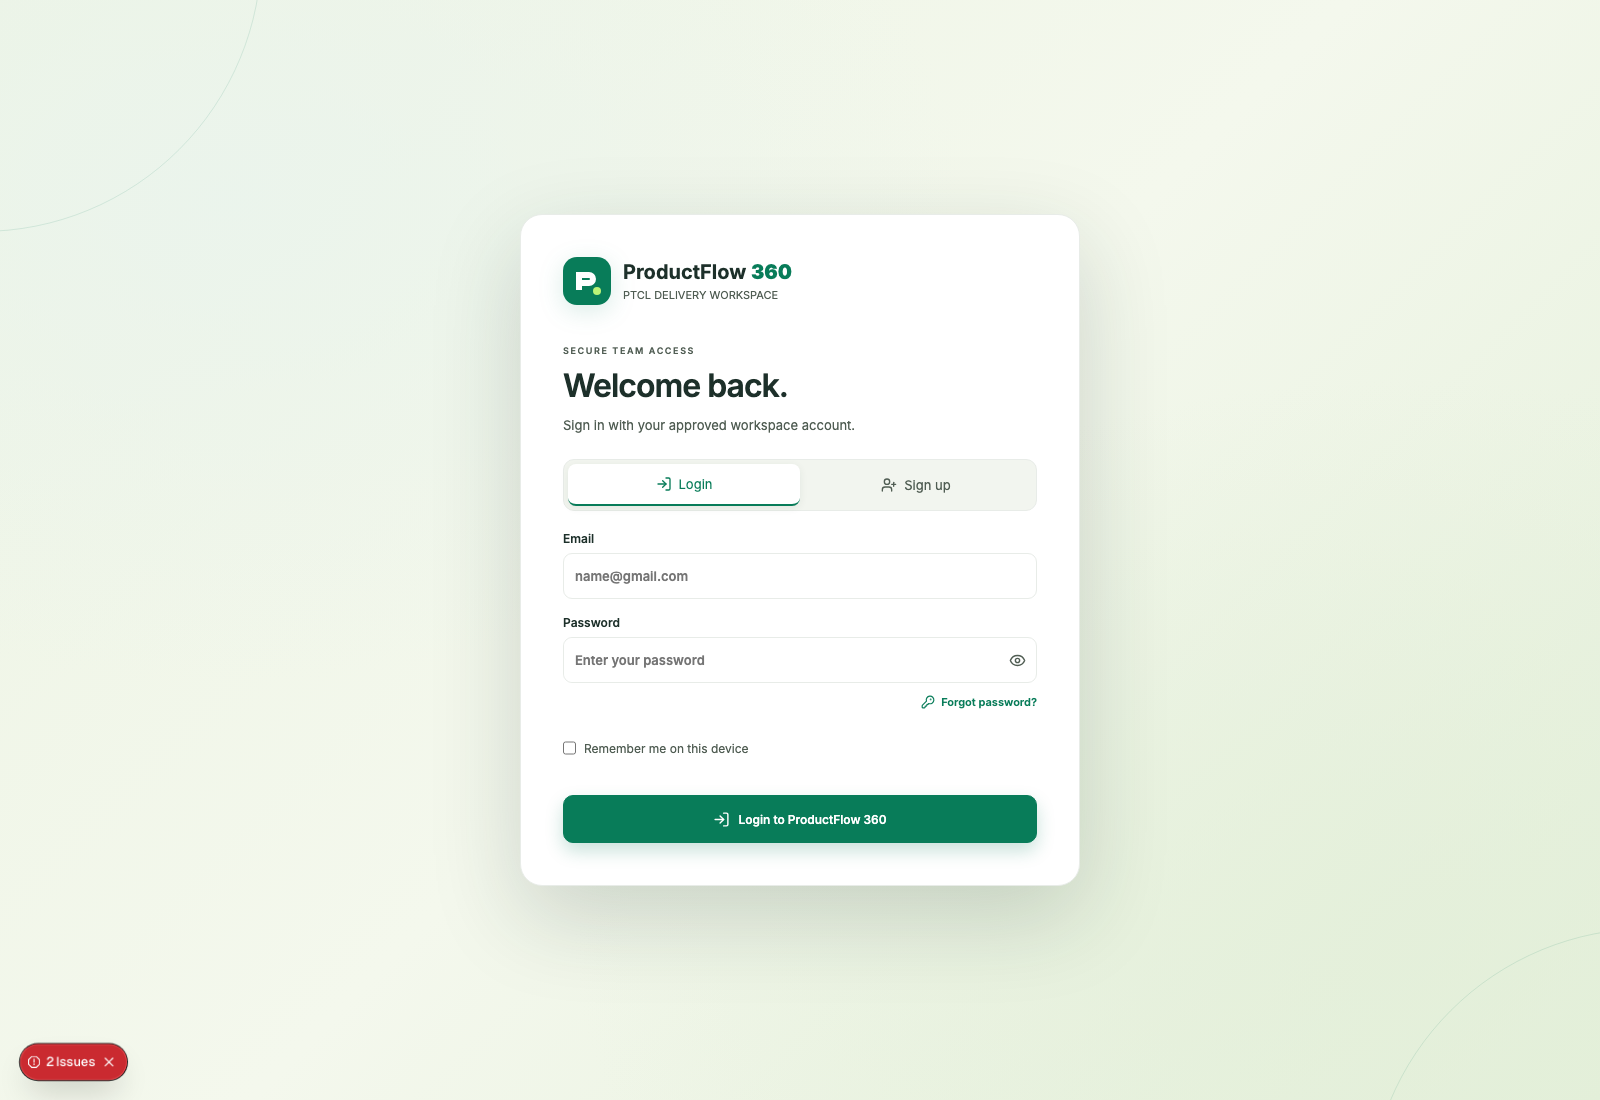 ProductFlow 360
PTCL DELIVERY WORKSPACE
SECURE TEAM ACCESS
Welcome back.
Sign in with your approved workspace account.
Login
Sign up
Email
name@gmail.com
Password
Enter your password
Forgot password?
Remember me on this device
Login to ProductFlow 360
2 Issues